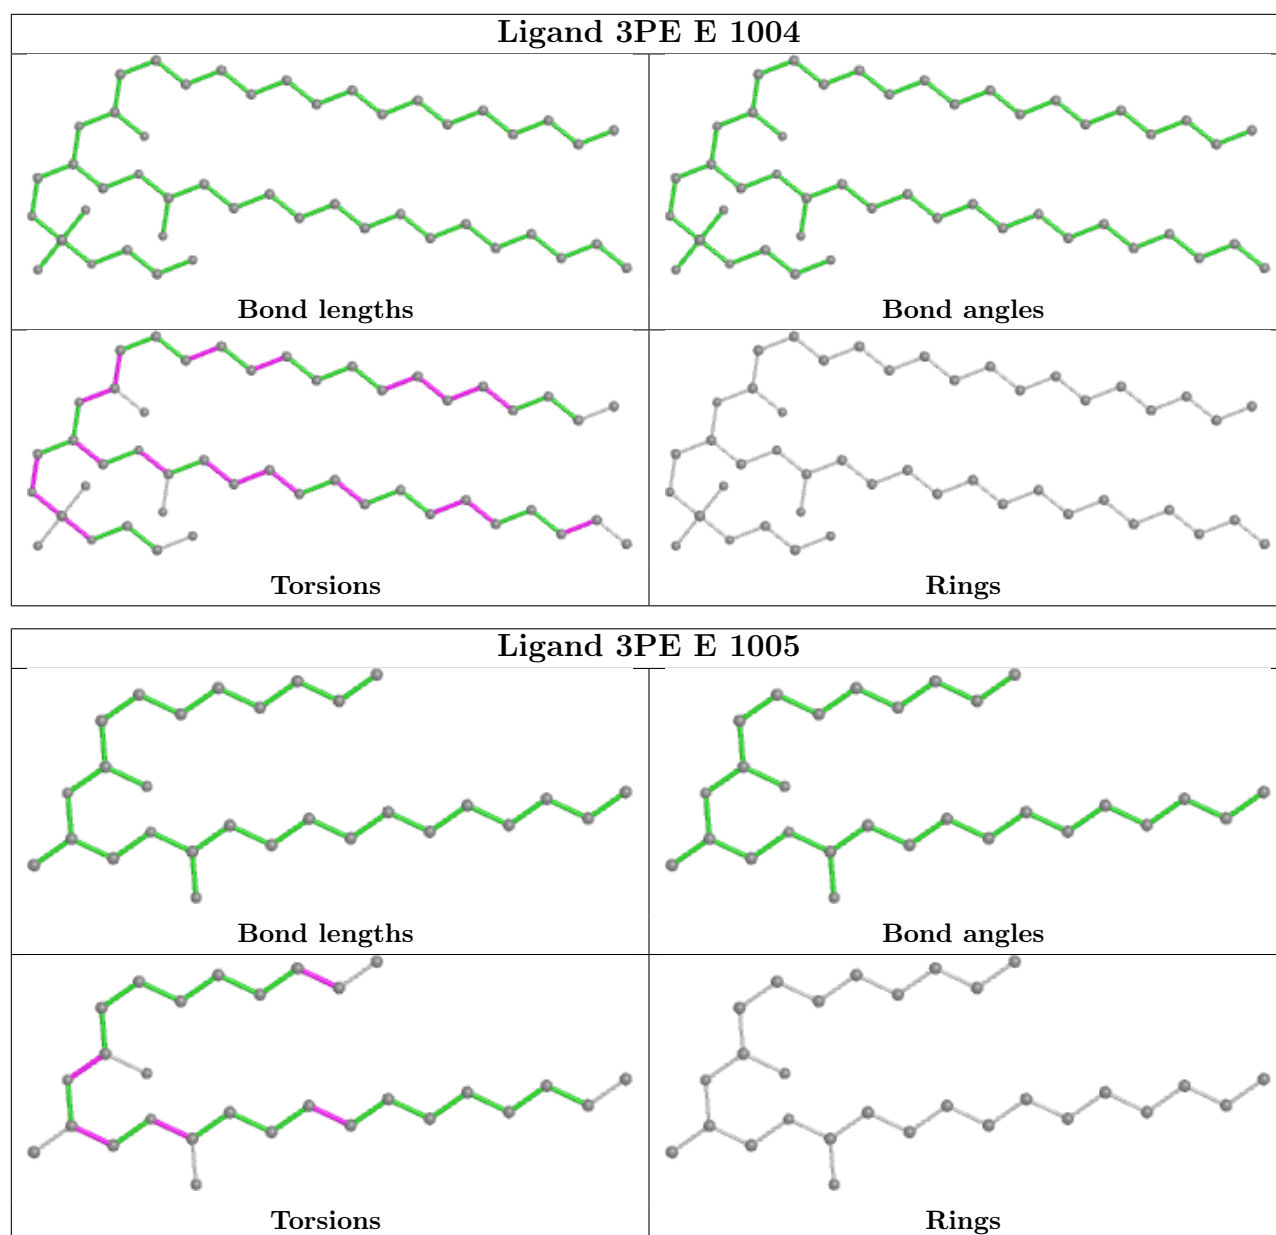 Ligand 3PE E 1004
Bond lengths
Bond angles
Torsions
Rings
Ligand 3PE E 1005
Bond lengths
Bond angles
Torsions
Rings